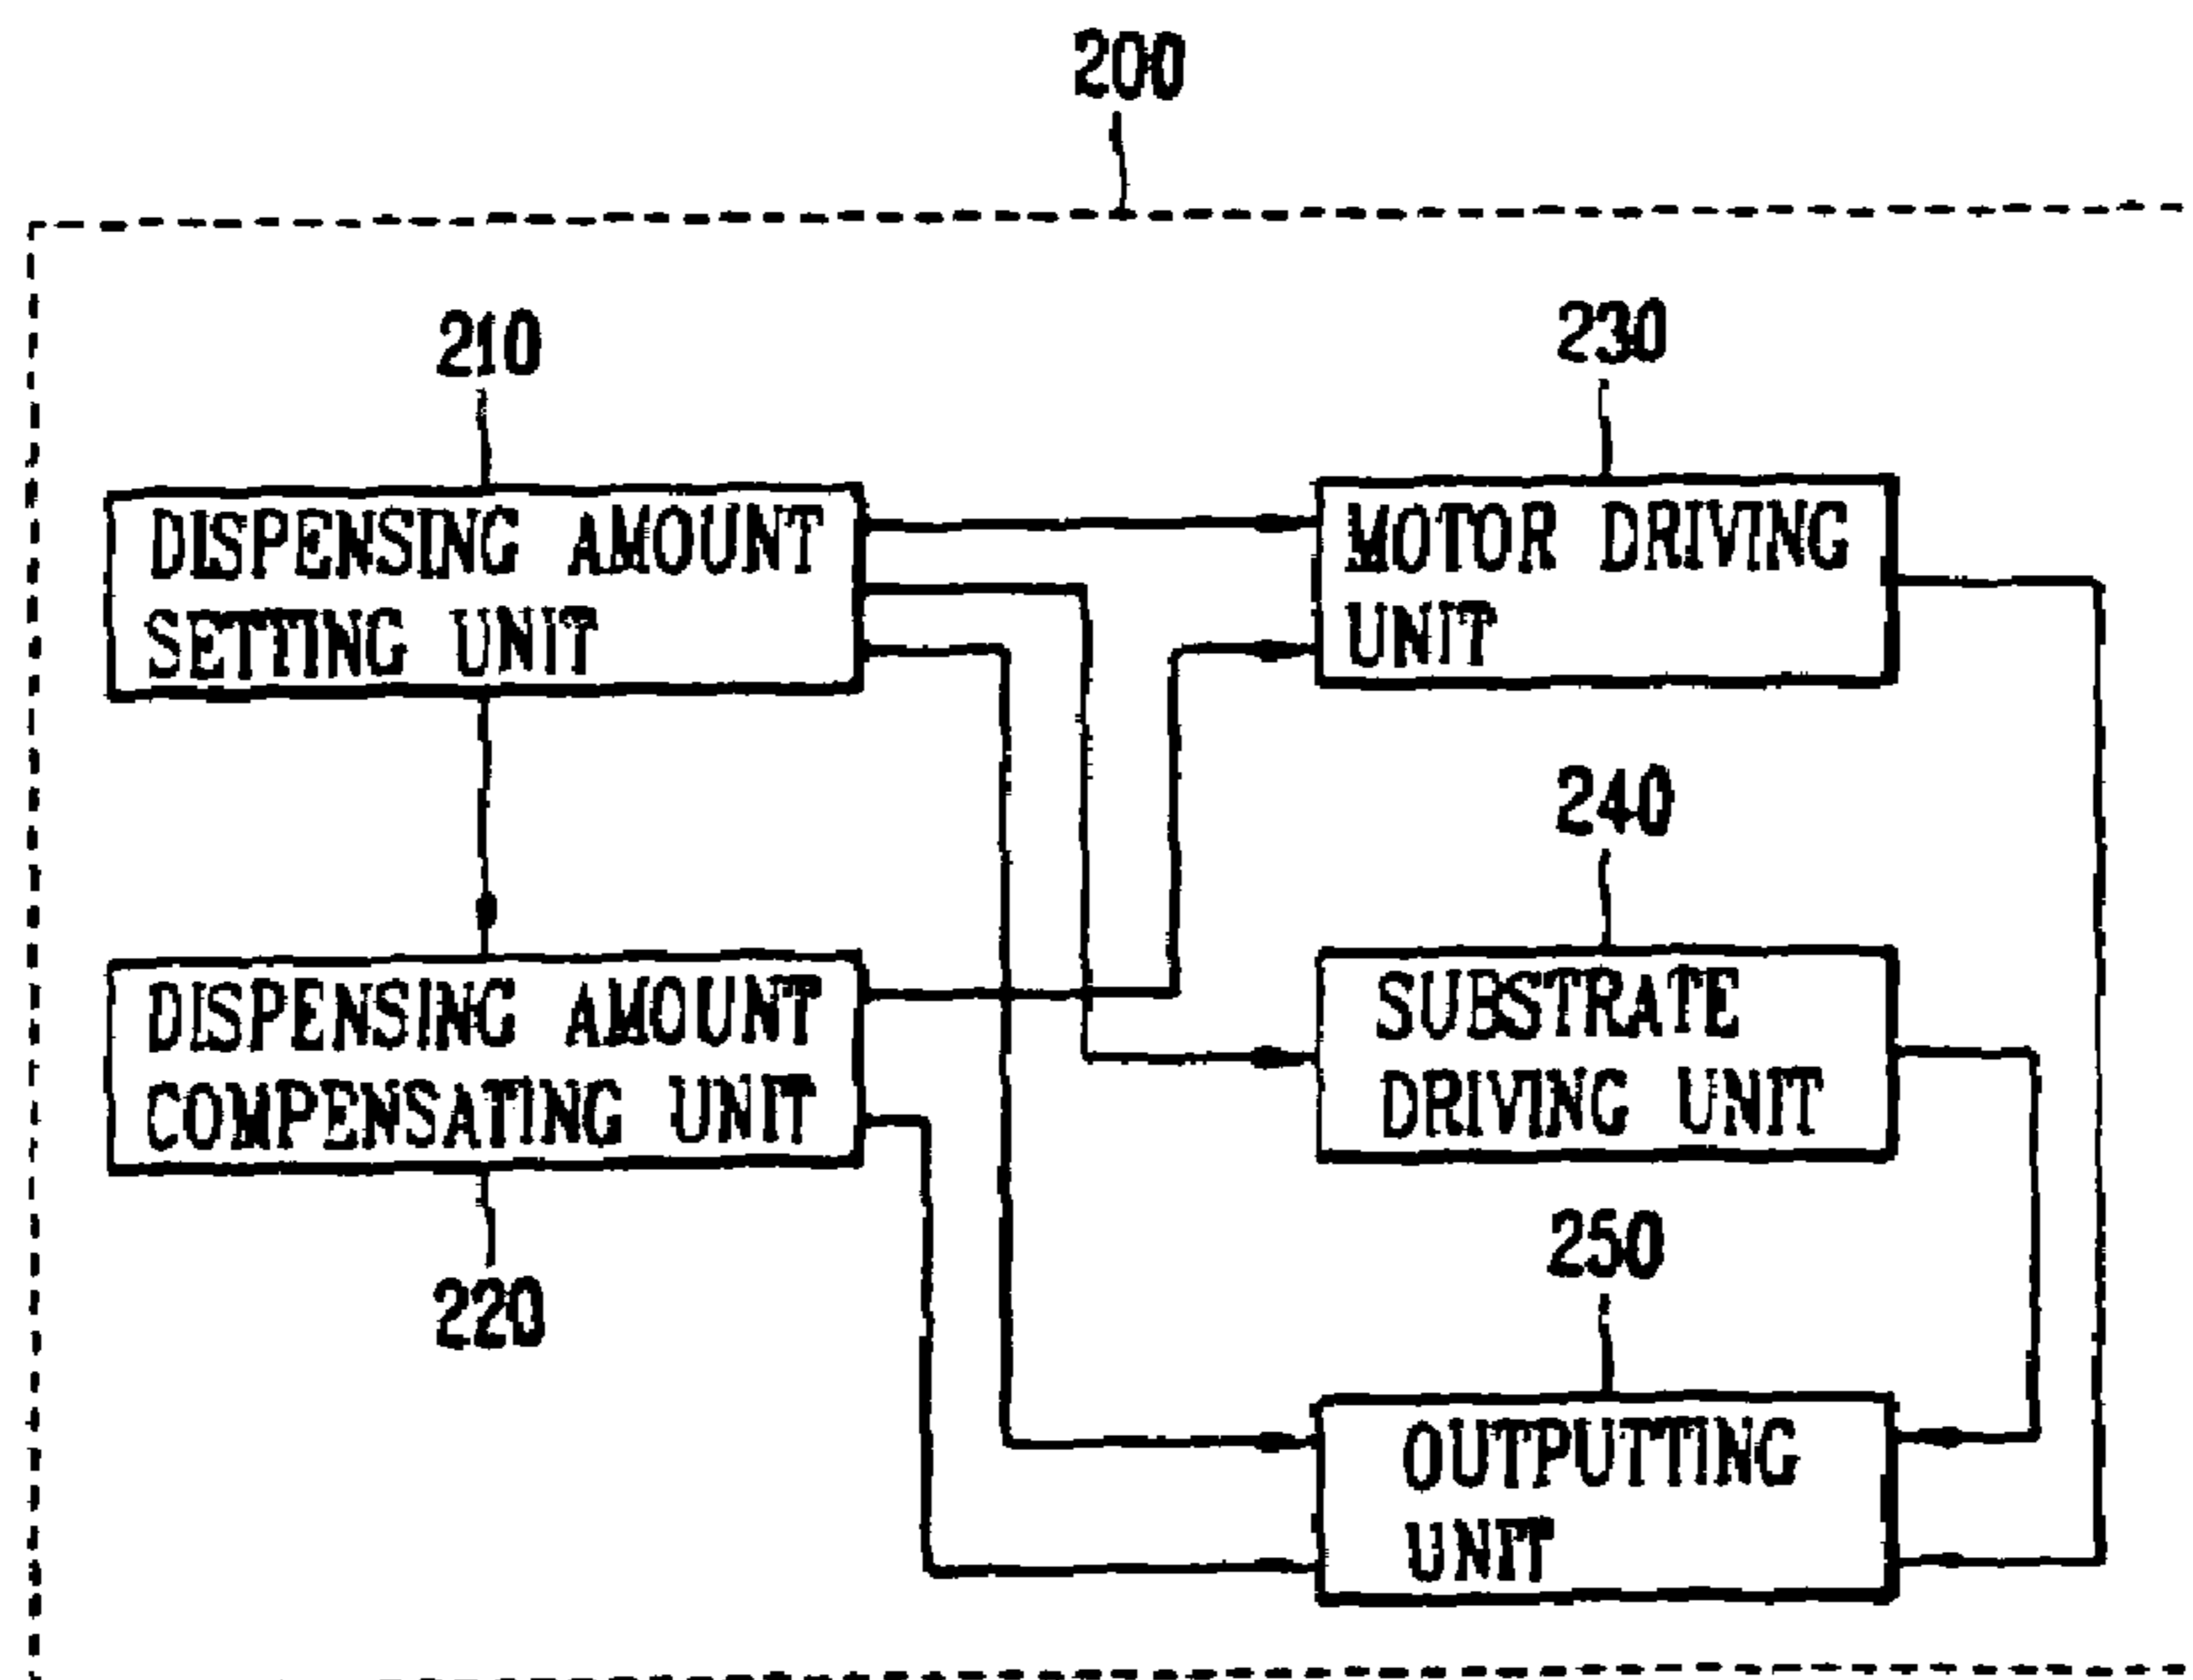 200
210
DISPENSING AMOUNT
SETTING UNIT
230
MOTOR DRIVING
UNIT
240
DISPENSING AMOUNT
COMPENSATING UNIT
220
SUBSTRATE
DRIVING UNIT
250
OUTPUTTING
UNIT